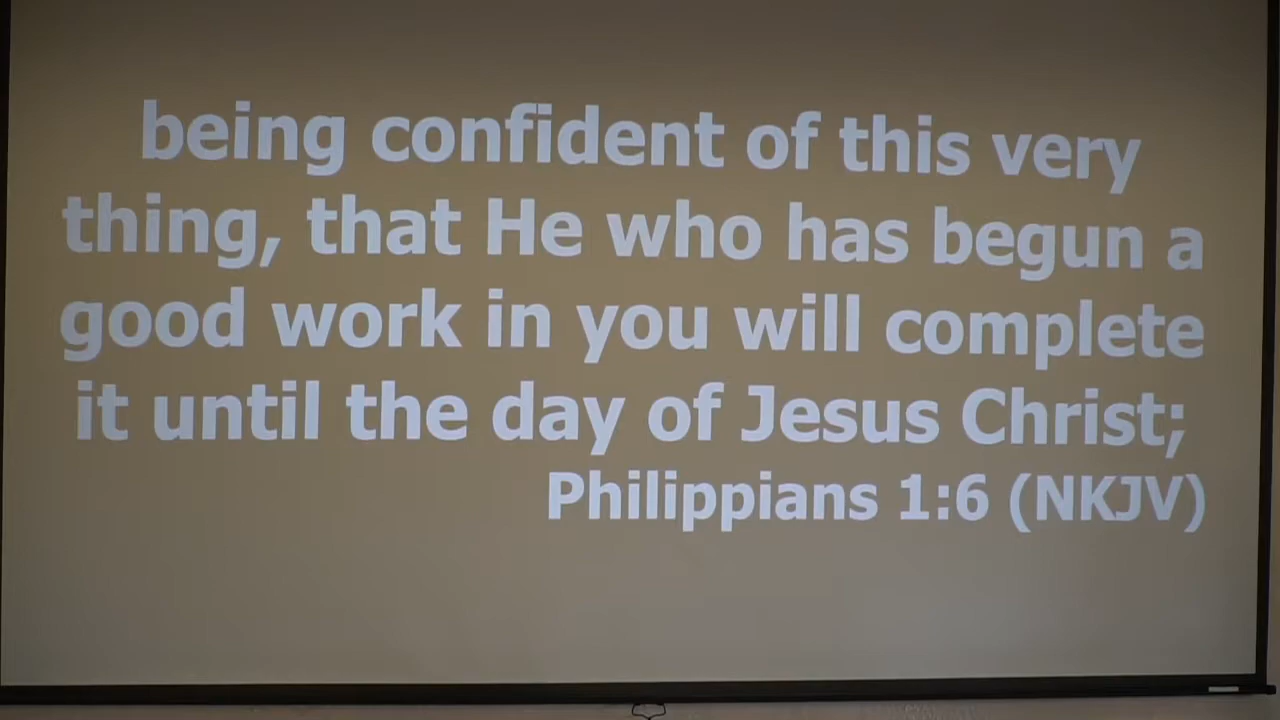 being confident of this very
thing, that He who has begun a
good work in you will complete
it until the day of Jesus Christ;
Philippians 1:6 (NKJV)